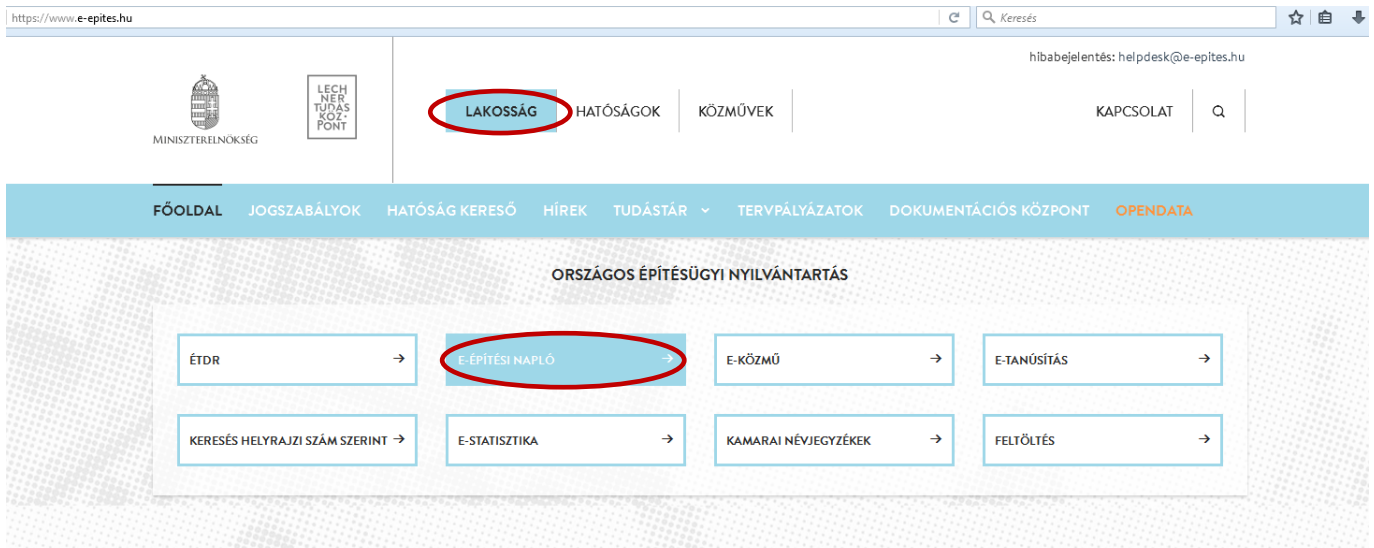 https://www.e-epites.hu
Keresés
hibabejelentés: helpdesk@e-epites.hu
MINISZTERELNÖKSÉG
LECH
NER
TUDÁS
KÖZ-
PONT
LAKOSSÁG HATÓSÁGOK KÖZMŰVEK KAPCSOLAT
FŐOLDAL JOGSZABÁLYOK HATÓSÁG KERESŐ HÍREK TUDÁSTÁR TERVPÁLYÁZATOK DOKUMENTÁCIÓS KÖZPONT OPENDATA
ORSZÁGOS ÉPÍTÉSÜGYI NYILVÁNTARTÁS
ÉTDR → E-ÉPÍTÉSI NAPLÓ → E-KÖZMŰ → E-TANÚSÍTÁS →
KERESÉS HELYRAJZI SZÁM SZERINT → E-STATISZTIKA → KAMARAI NÉVJEGYZÉKEK → FELTÖLTÉS →